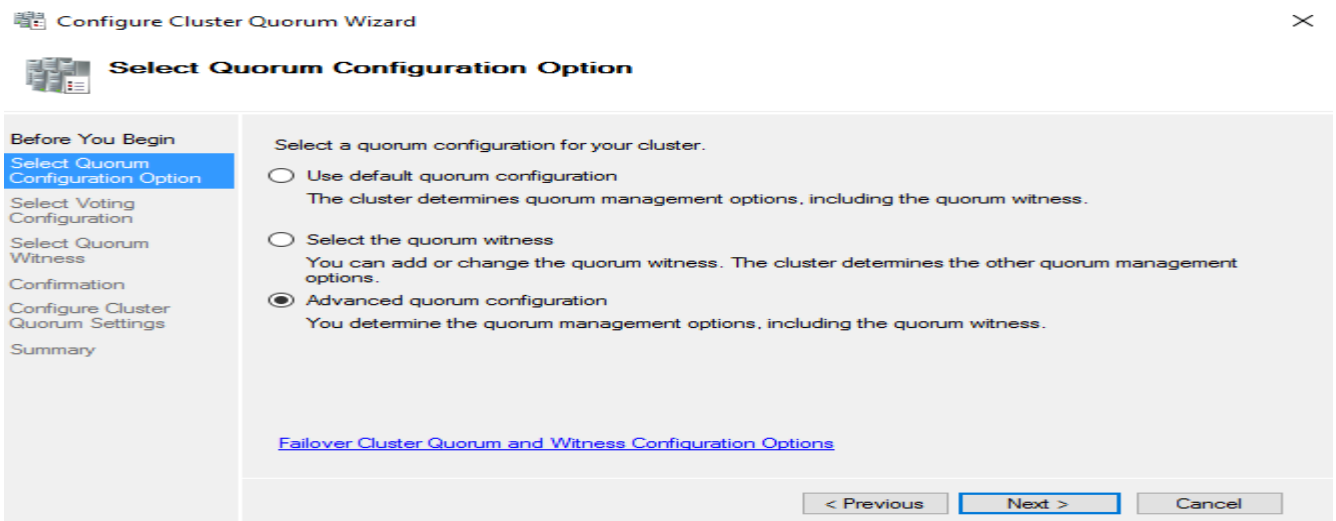 Configure Cluster Quorum Wizard
Select Quorum Configuration Option
Before You Begin
Select Quorum
Configuration Option
Select Voting
Configuration
Select Quorum
Witness
Confirmation
Configure Cluster
Quorum Settings
Summary
Select a quorum configuration for your cluster.
Use default quorum configuration
The cluster determines quorum management options, including the quorum witness.
Select the quorum witness
You can add or change the quorum witness. The cluster determines the other quorum management
options.
Advanced quorum configuration
You determine the quorum management options, including the quorum witness.
Failover Cluster Quorum and Witness Configuration Options
< Previous
Next >
Cancel